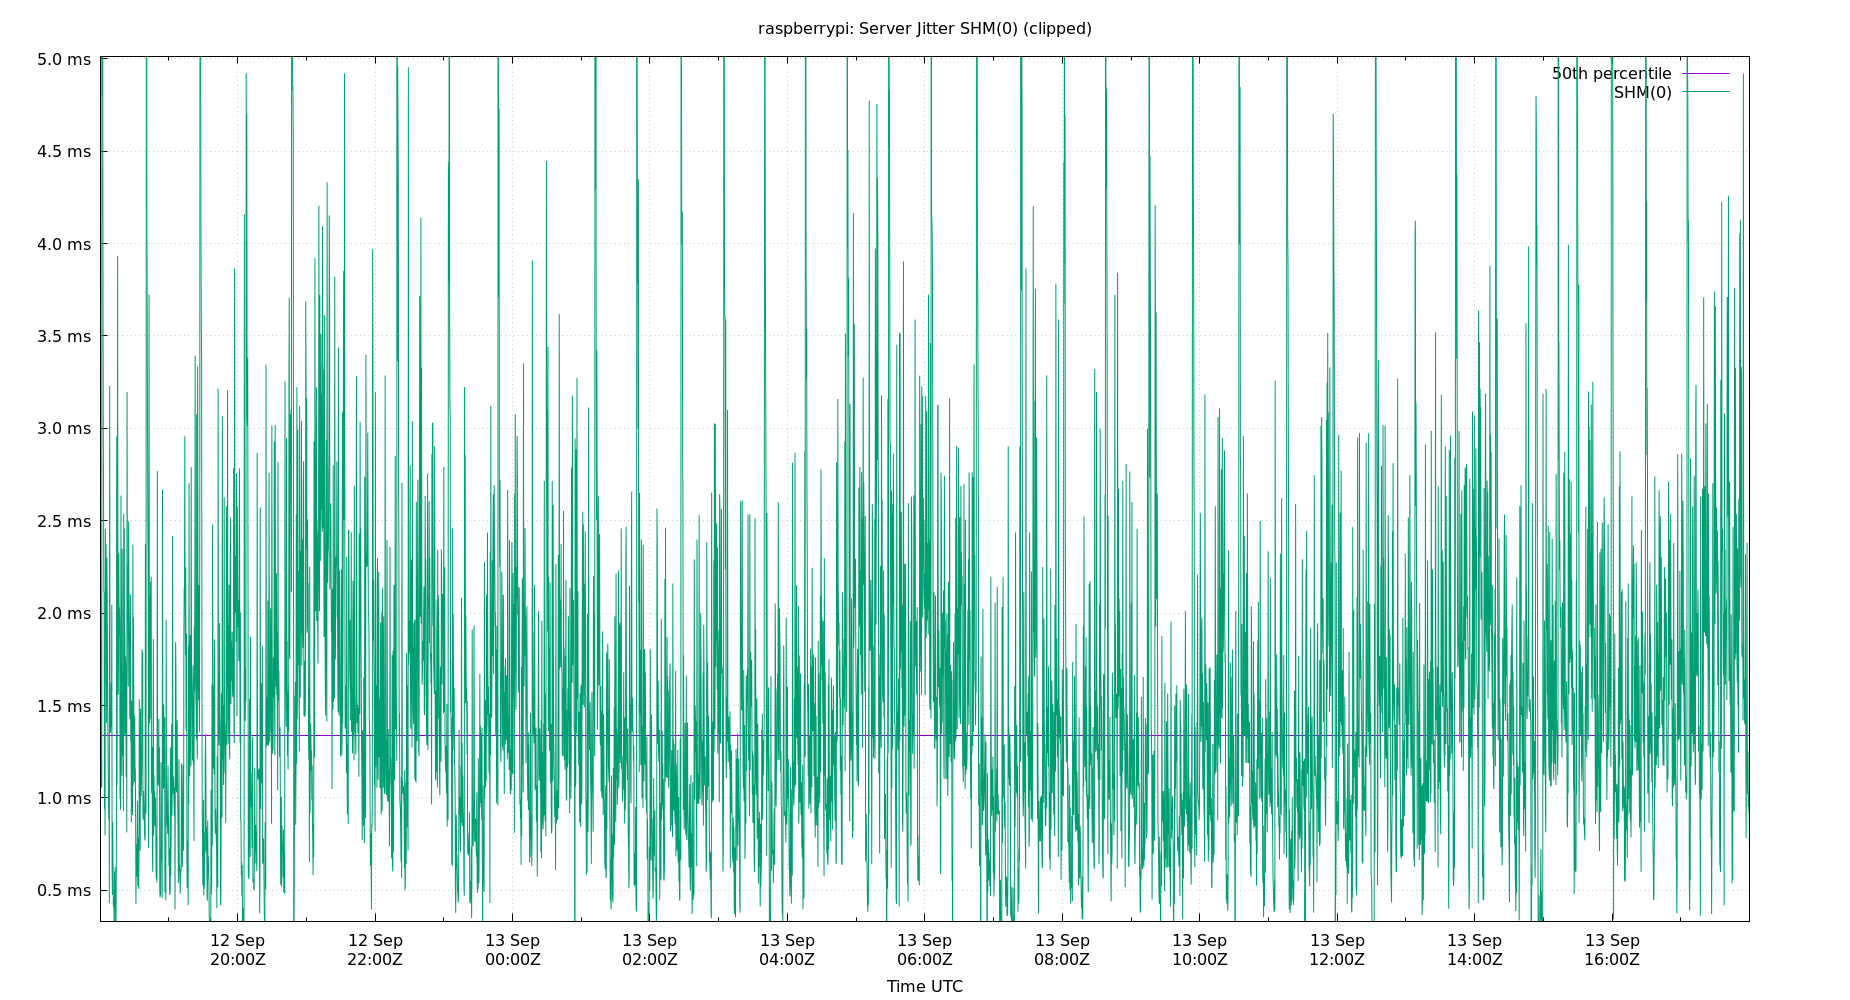 raspberrypi: Server Jitter SHM(0) (clipped)
5.0 ms
4.5 ms
4.0 ms
3.5 ms
3.0 ms
2.5 ms
2.0 ms
1.5 ms
1.0 ms
0.5 ms
50th percentile
SHM(0)
12 Sep 12 Sep 13 Sep 13 Sep 13 Sep 13 Sep 13 Sep 13 Sep 13 Sep 13 Sep 13 Sep
20:00Z 22:00Z 00:00Z 02:00Z 04:00Z 06:00Z 08:00Z 10:00Z 12:00Z 14:00Z 16:00Z
Time UTC